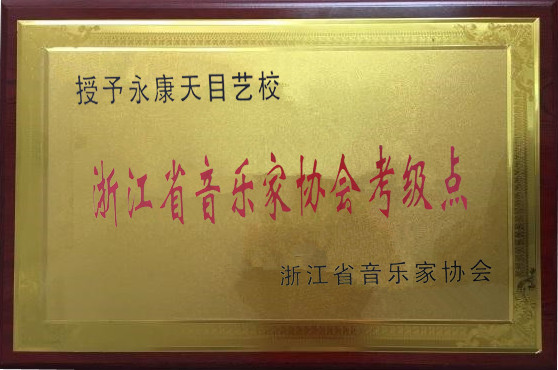 授予永康天目艺校
浙江省音乐家协会考级点
浙江省音乐家协会